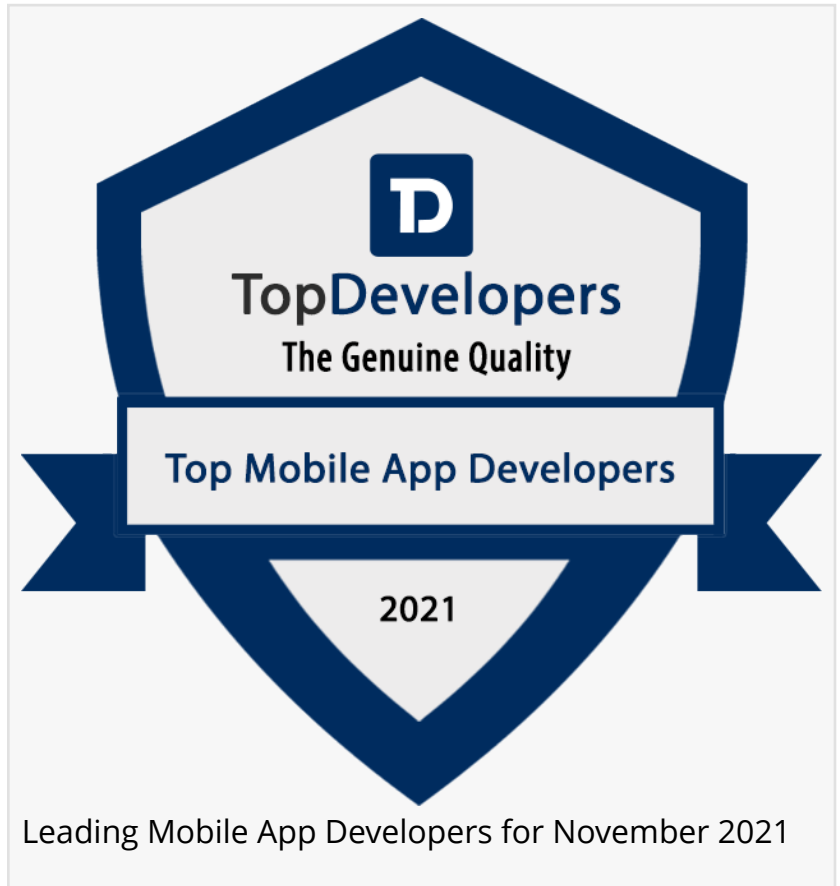 TD
TopDevelopers
The Genuine Quality
Top Mobile App Developers
2021
Leading Mobile App Developers for November 2021